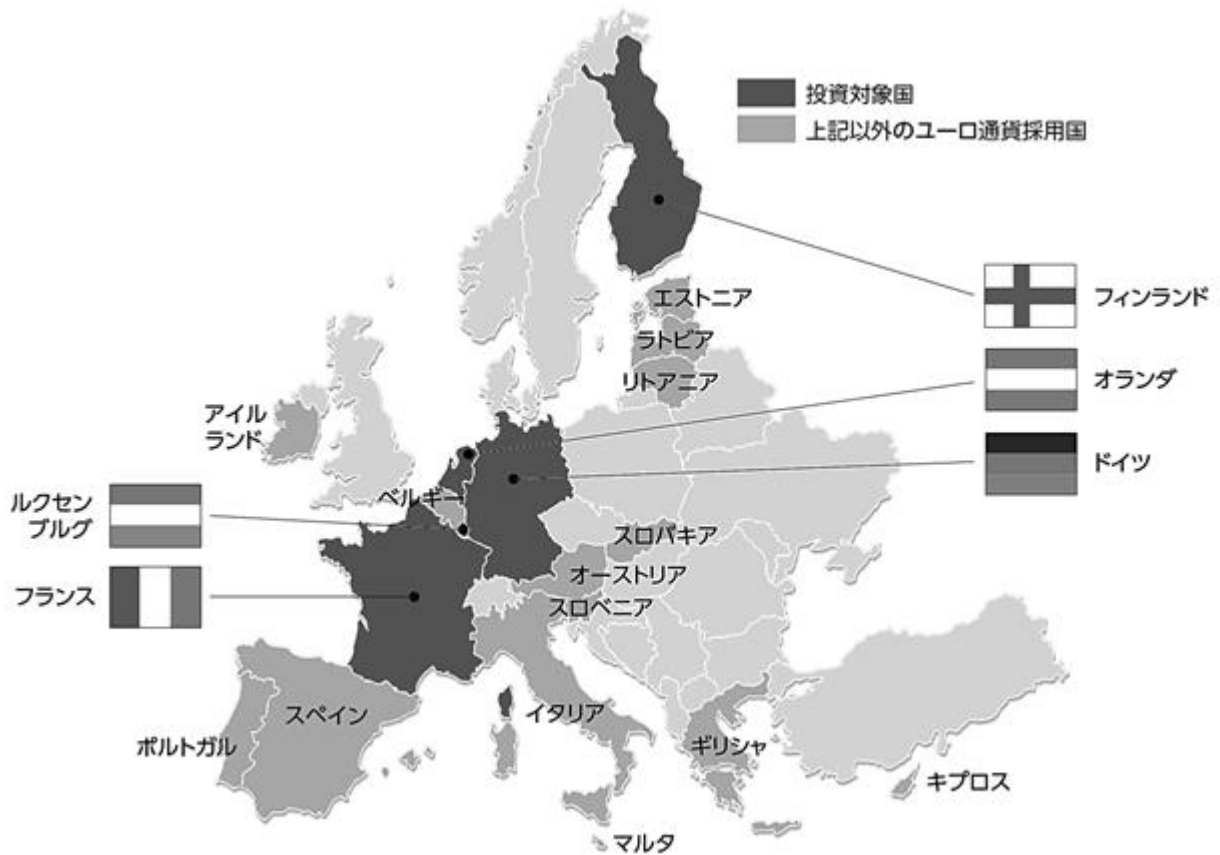 投資対象国
上記以外のユーロ通貨採用国
フィンランド
エストニア
ラトビア
リトアニア
オランダ
アイル
ランド
ドイツ
ベルギー
ルクセン
ブルグ
スロバキア
オーストリア
フランス
スロベニア
スペイン
イタリア
ポルトガル
ギリシャ
キプロス
マルタ